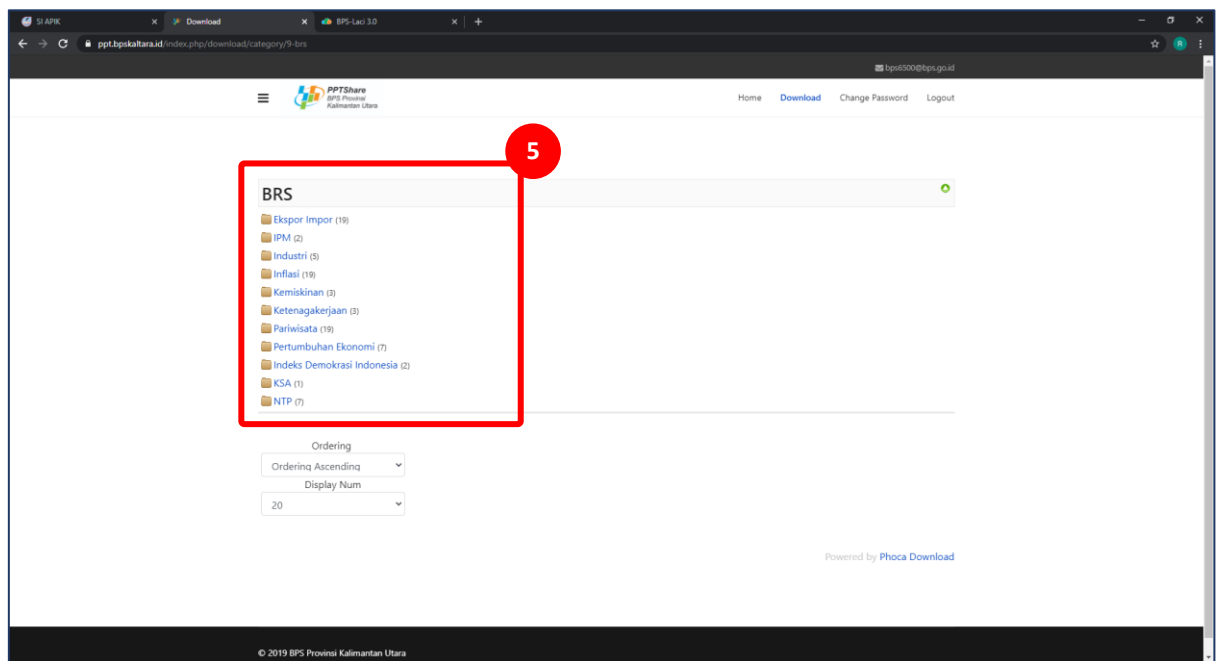 SI APIK
Download
BPS-Laci 3.0
ppt.bpskaltara.id/index.php/download/category/9-brs
R
bps6500@bps.go.id
PPTShare
BPS Provinsi
Kalimantan Utara
Home Download Change Password Logout
5
BRS
Ekspor Impor (19)
IPM (2)
Industri (5)
Inflasi (19)
Kemiskinan (3)
Ketenagakerjaan (3)
Pariwisata (19)
Pertumbuhan Ekonomi (7)
Indeks Demokrasi Indonesia (2)
KSA (1)
NTP (7)
Ordering
Ordering Ascending
Display Num
20
Powered by Phoca Download
© 2019 BPS Provinsi Kalimantan Utara